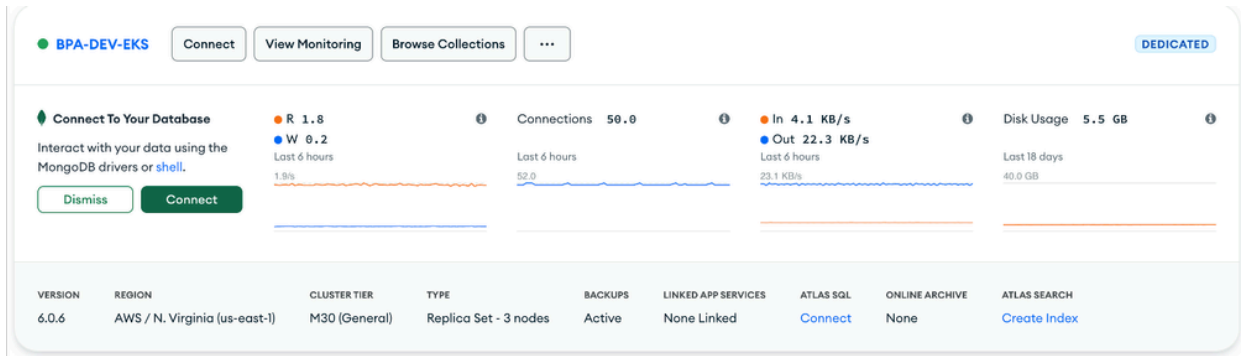 BPA-DEV-EKS Connect View Monitoring Browse Collections ... DEDICATED
Connect To Your Database
Interact with your data using the
MongoDB drivers or shell.
Dismiss Connect
R 1.8
W 0.2
Last 6 hours
1.9/s
Connections 50.0
Last 6 hours
52.0
In 4.1 KB/s
Out 22.3 KB/s
Last 6 hours
23.1 KB/s
Disk Usage 5.5 GB
Last 18 days
40.0 GB
VERSION REGION CLUSTER TIER TYPE BACKUPS LINKED APP SERVICES ATLAS SQL ONLINE ARCHIVE ATLAS SEARCH
6.0.6 AWS / N. Virginia (us-east-1) M30 (General) Replica Set - 3 nodes Active None Linked Connect None Create Index